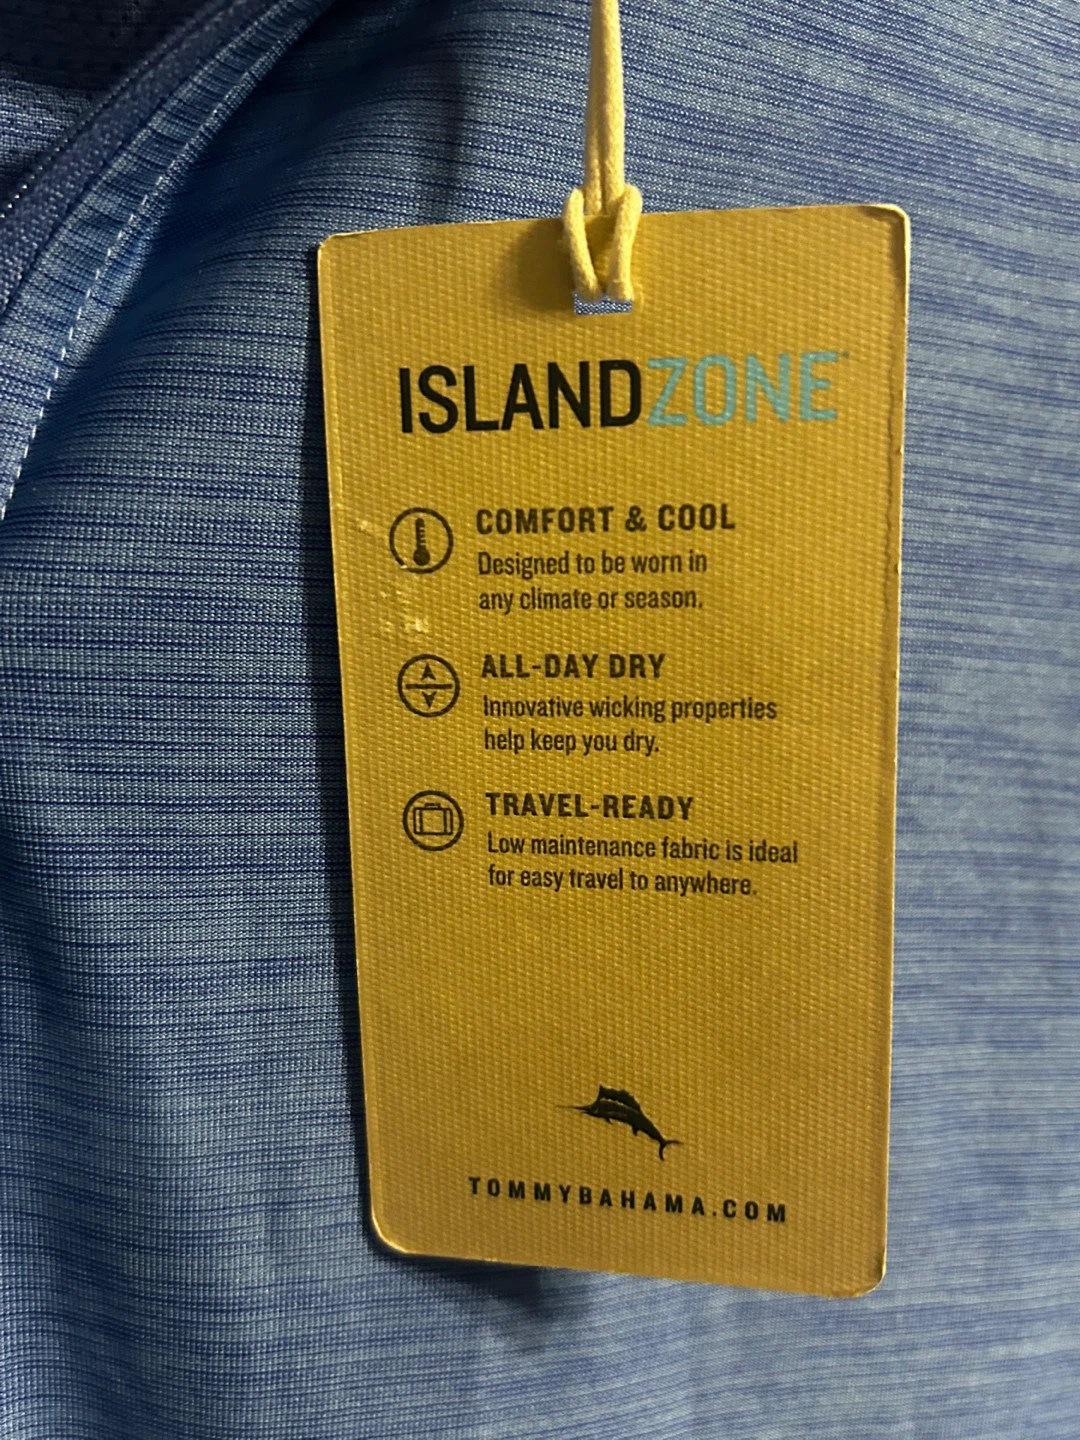 ISLANDZONE
COMFORT & COOL
Designed to be worn in
any climate or season.
ALL-DAY DRY
Innovative wicking properties
help keep you dry.
TRAVEL-READY
Low maintenance fabric is ideal
for easy travel to anywhere.
TOMMYBAHAMA.COM